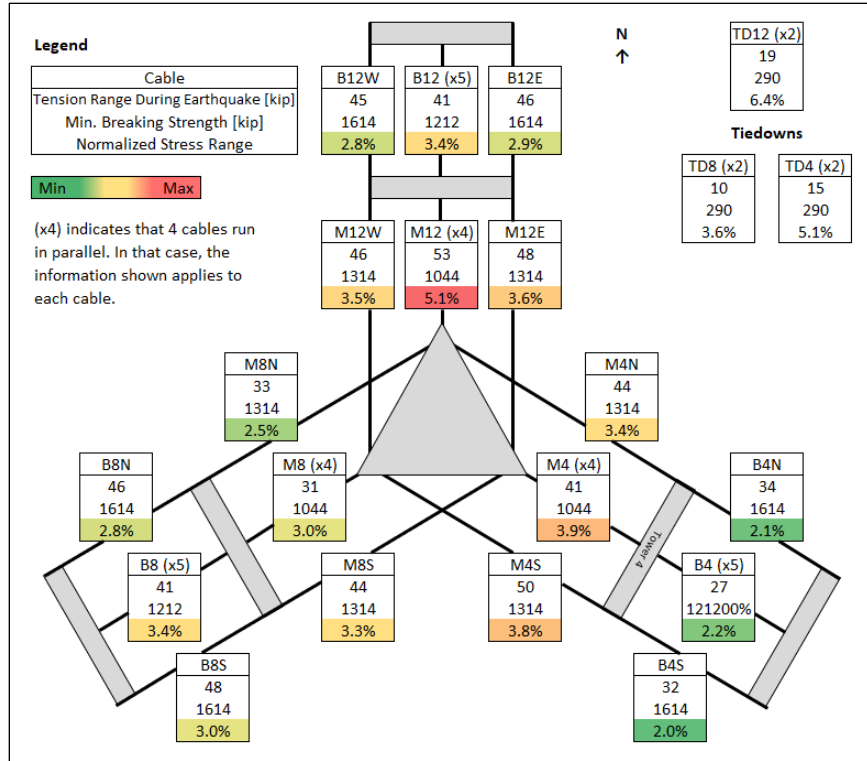 Legend
Cable
Tension Range During Earthquake [kip]
Min. Breaking Strength [kip]
Normalized Stress Range
Min Max
(x4) indicates that 4 cables run
in parallel. In that case, the
information shown applies to
each cable.
N
↑
TD12 (x2)
19
290
6.4%
Tiedowns
TD8 (x2)
10
290
3.6%
TD4 (x2)
15
290
5.1%
B12W
45
1614
2.8%
B12 (x5)
41
1212
3.4%
B12E
46
1614
2.9%
M12W
46
1314
3.5%
M12 (x4)
53
1044
5.1%
M12E
48
1314
3.6%
M8N
33
1314
2.5%
M4N
44
1314
3.4%
B8N
46
1614
2.8%
M8 (x4)
31
1044
3.0%
M4 (x4)
41
1044
3.9%
B4N
34
1614
2.1%
Tower 4
B8 (x5)
41
1212
3.4%
M8S
44
1314
3.3%
M4S
50
1314
3.8%
B4 (x5)
27
121200%
2.2%
B8S
48
1614
3.0%
B4S
32
1614
2.0%